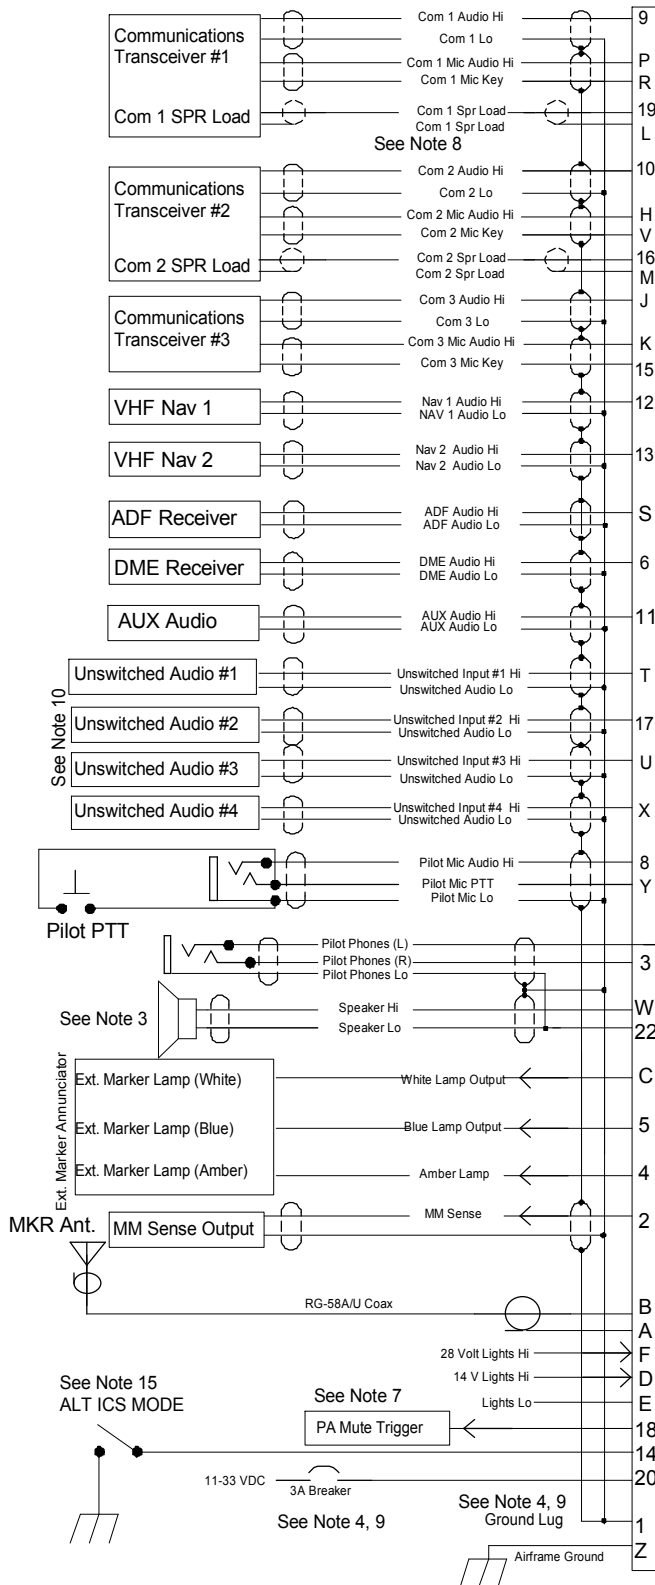 Communications
Transceiver #1
Com 1 SPR Load
Com 1 Audio Hi
9
Com 1 Lo
Com 1 Mic Audio Hi
P
Com 1 Mic Key
R
Com 1 Spr Load
19
Com 1 Spr Load
L
See Note 8
Communications
Transceiver #2
Com 2 SPR Load
Com 2 Audio Hi
10
Com 2 Lo
Com 2 Mic Audio Hi
H
Com 2 Mic Key
V
Com 2 Spr Load
16
Com 2 Spr Load
M
Communications
Transceiver #3
Com 3 Audio Hi
J
Com 3 Lo
Com 3 Mic Audio Hi
K
Com 3 Mic Key
15
VHF Nav 1
Nav 1 Audio Hi
12
NAV 1 Audio Lo
VHF Nav 2
Nav 2 Audio Hi
13
Nav 2 Audio Lo
ADF Receiver
ADF Audio Hi
S
ADF Audio Lo
DME Receiver
DME Audio Hi
6
DME Audio Lo
AUX Audio
AUX Audio Hi
11
AUX Audio Lo
See Note 10
Unswitched Audio #1
Unswitched Input #1 Hi
T
Unswitched Audio Lo
Unswitched Audio #2
Unswitched Input #2 Hi
17
Unswitched Audio Lo
Unswitched Audio #3
Unswitched Input #3 Hi
U
Unswitched Audio Lo
Unswitched Audio #4
Unswitched Input #4 Hi
X
Unswitched Audio Lo
Pilot Mic Audio Hi
8
Pilot Mic PTT
Y
Pilot Mic Lo
Pilot PTT
Pilot Phones (L)
Pilot Phones (R)
3
Pilot Phones Lo
See Note 3
Speaker Hi
W
Speaker Lo
22
Ext. Marker Annunciator
Ext. Marker Lamp (White)
White Lamp Output
C
Ext. Marker Lamp (Blue)
Blue Lamp Output
5
Ext. Marker Lamp (Amber)
Amber Lamp
4
MKR Ant.
MM Sense Output
MM Sense
2
RG-58A/U Coax
B
A
28 Volt Lights Hi
F
14 V Lights Hi
D
Lights Lo
E
See Note 15
ALT ICS MODE
See Note 7
PA Mute Trigger
18
14
11-33 VDC
3A Breaker
20
See Note 4, 9
See Note 4, 9
Ground Lug
1
Airframe Ground
Z